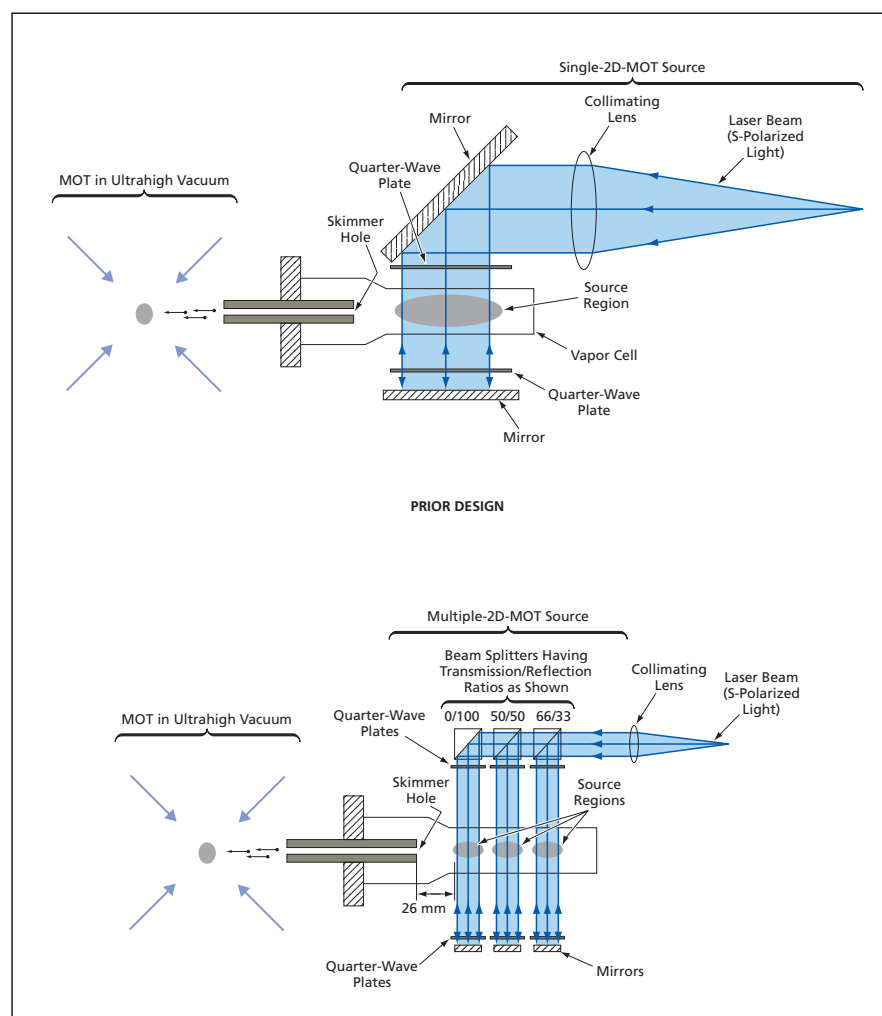 Single-2D-MOT Source
Collimating
Lens
Mirror
Laser Beam
(S-Polarized
Light)
Quarter-Wave
Plate
MOT in Ultrahigh Vacuum
Skimmer
Hole
Source
Region
Vapor Cell
Quarter-Wave
Plate
Mirror
PRIOR DESIGN
Multiple-2D-MOT Source
Beam Splitters Having
Transmission/Reflection
Ratios as Shown
Collimating
Lens
Laser Beam
(S-Polarized
Light)
0/100 50/50 66/33
Quarter-Wave
Plates
MOT in Ultrahigh Vacuum
Skimmer
Hole
Source
Regions
26 mm
Quarter-Wave
Plates
Mirrors